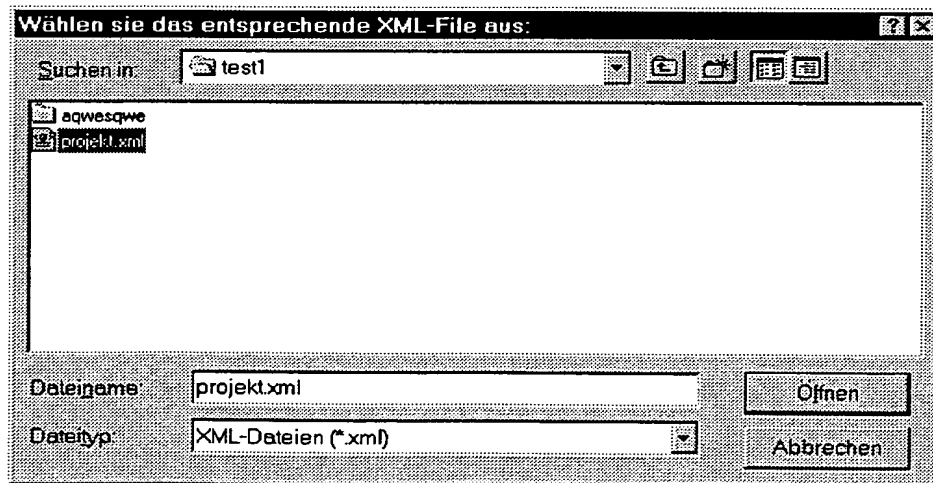 Wählen sie das entsprechende XML-File aus:
Suchen in: test1
aqwesqwe
projekt.xml
Dateiname: projekt.xml Öffnen
Dateityp: XML-Dateien (*.xml) Abbrechen